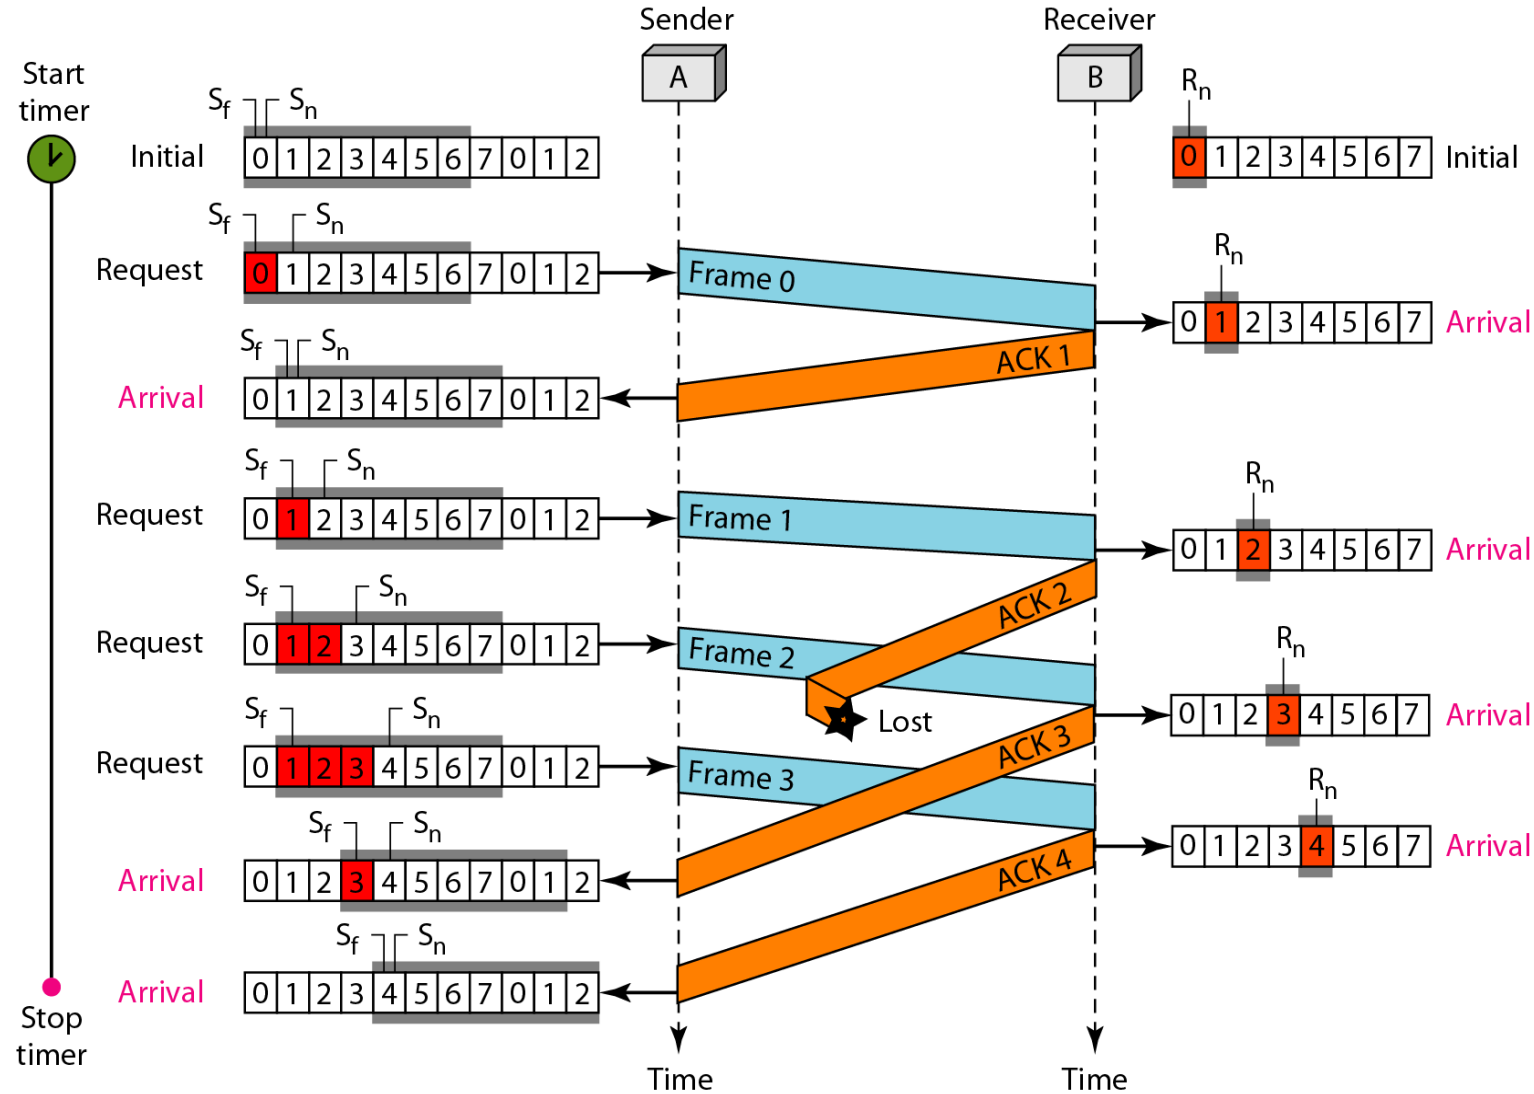 Sender Receiver
Start
timer
A B
Sf Sn Rn
Initial 0 1 2 3 4 5 6 7 0 1 2 0 1 2 3 4 5 6 7 Initial
Sf Sn
Request 0 1 2 3 4 5 6 7 0 1 2 Frame 0
Rn
0 1 2 3 4 5 6 7 Arrival
Sf Sn
ACK 1
Arrival 0 1 2 3 4 5 6 7 0 1 2
Sf Sn
Request 0 1 2 3 4 5 6 7 0 1 2 Frame 1
Rn
0 1 2 3 4 5 6 7 Arrival
Sf Sn
ACK 2
Request 0 1 2 3 4 5 6 7 0 1 2 Frame 2
Rn
Lost
0 1 2 3 4 5 6 7 Arrival
Sf Sn
ACK 3
Request 0 1 2 3 4 5 6 7 0 1 2 Frame 3
Rn
Sf Sn
0 1 2 3 4 5 6 7 Arrival
ACK 4
Arrival 0 1 2 3 4 5 6 7 0 1 2
Sf Sn
Arrival 0 1 2 3 4 5 6 7 0 1 2
Stop
timer
Time Time